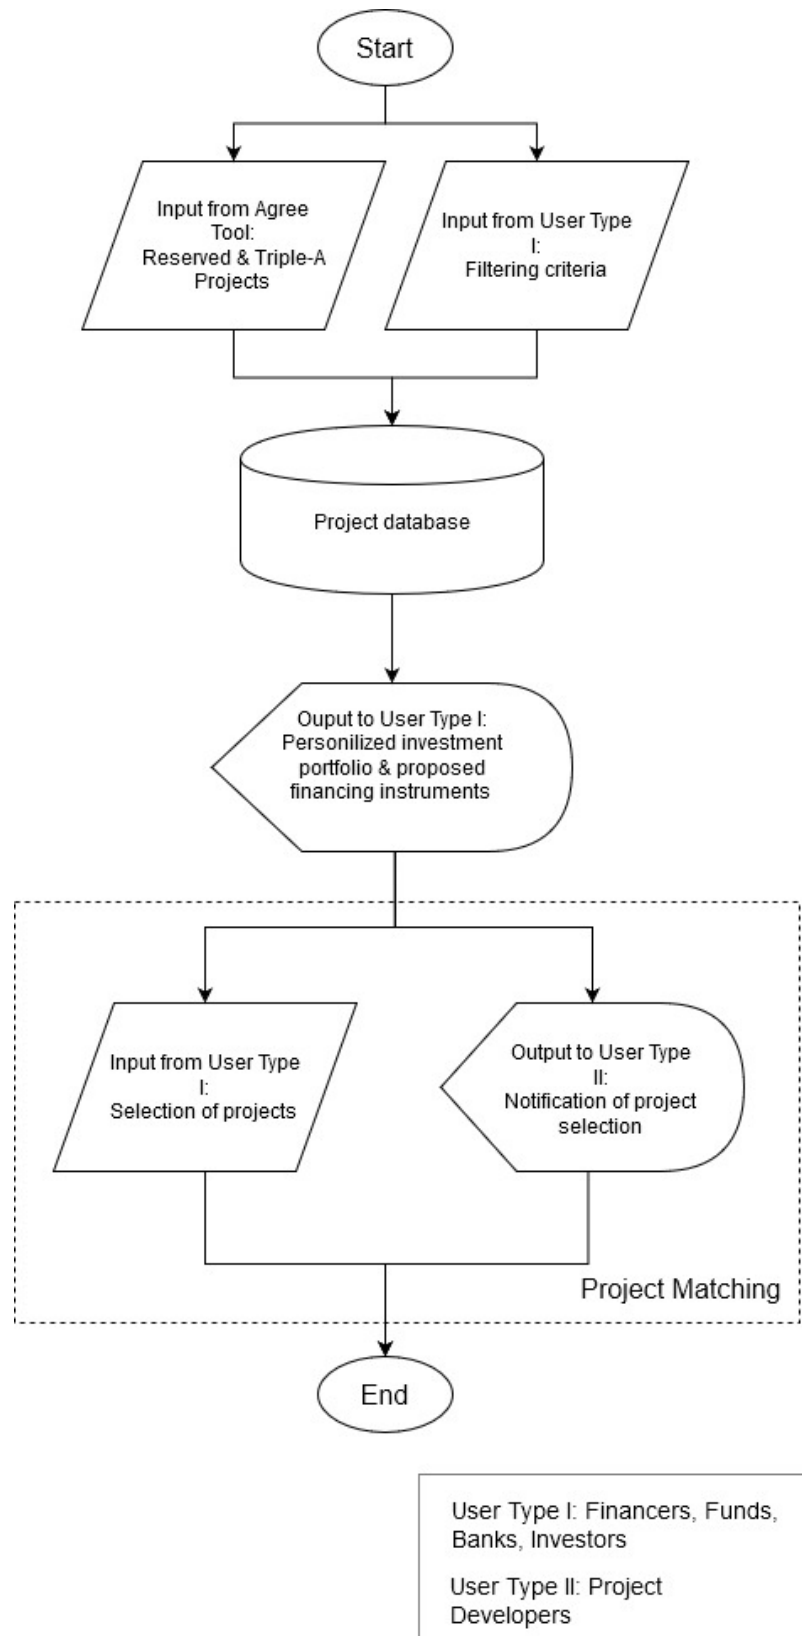 Start
Input from Agree
Tool:
Reserved & Triple-A
Projects
Input from User Type
I:
Filtering criteria
Project database
Ouput to User Type I:
Personilized investment
portfolio & proposed
financing instruments
Input from User Type
I:
Selection of projects
Output to User Type
II:
Notification of project
selection
Project Matching
End
User Type I: Financers, Funds,
Banks, Investors
User Type II: Project
Developers